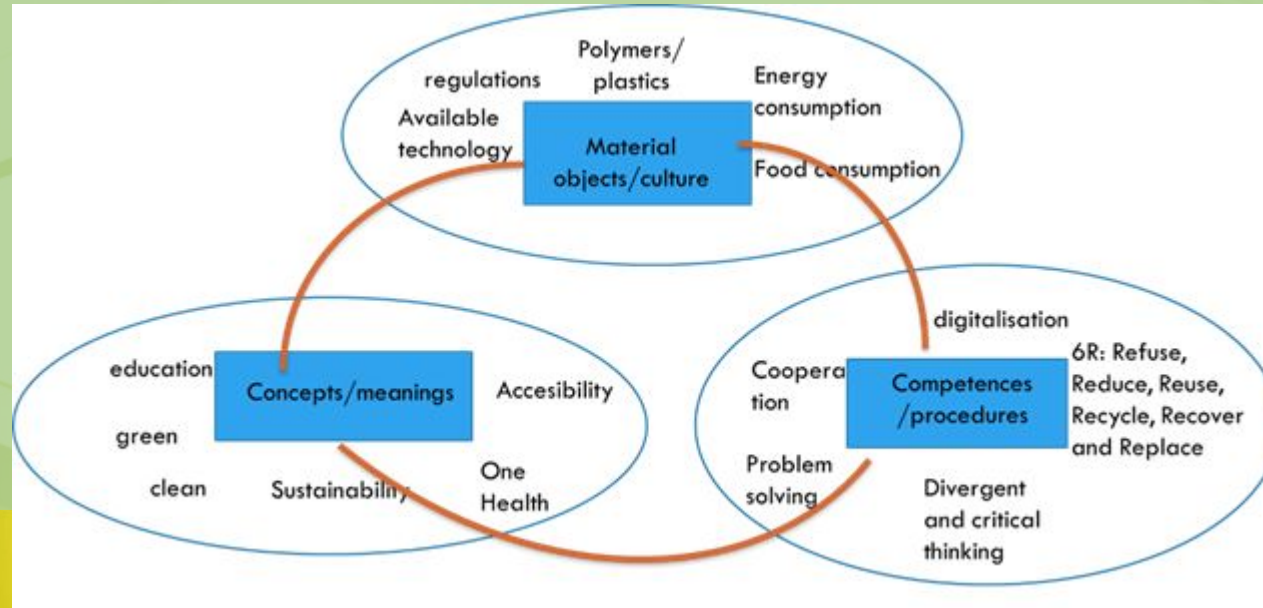 Polymers/
plastics
regulations
Energy
consumption
Available
technology
Material
objects/culture
Food consumption
education
Concepts/meanings
Accesibility
green
clean
Sustainability
One
Health
digitalisation
Coopera
tion
Competences
/procedures
6R: Refuse,
Reduce, Reuse,
Recycle, Recover
and Replace
Problem
solving
Divergent
and critical
thinking